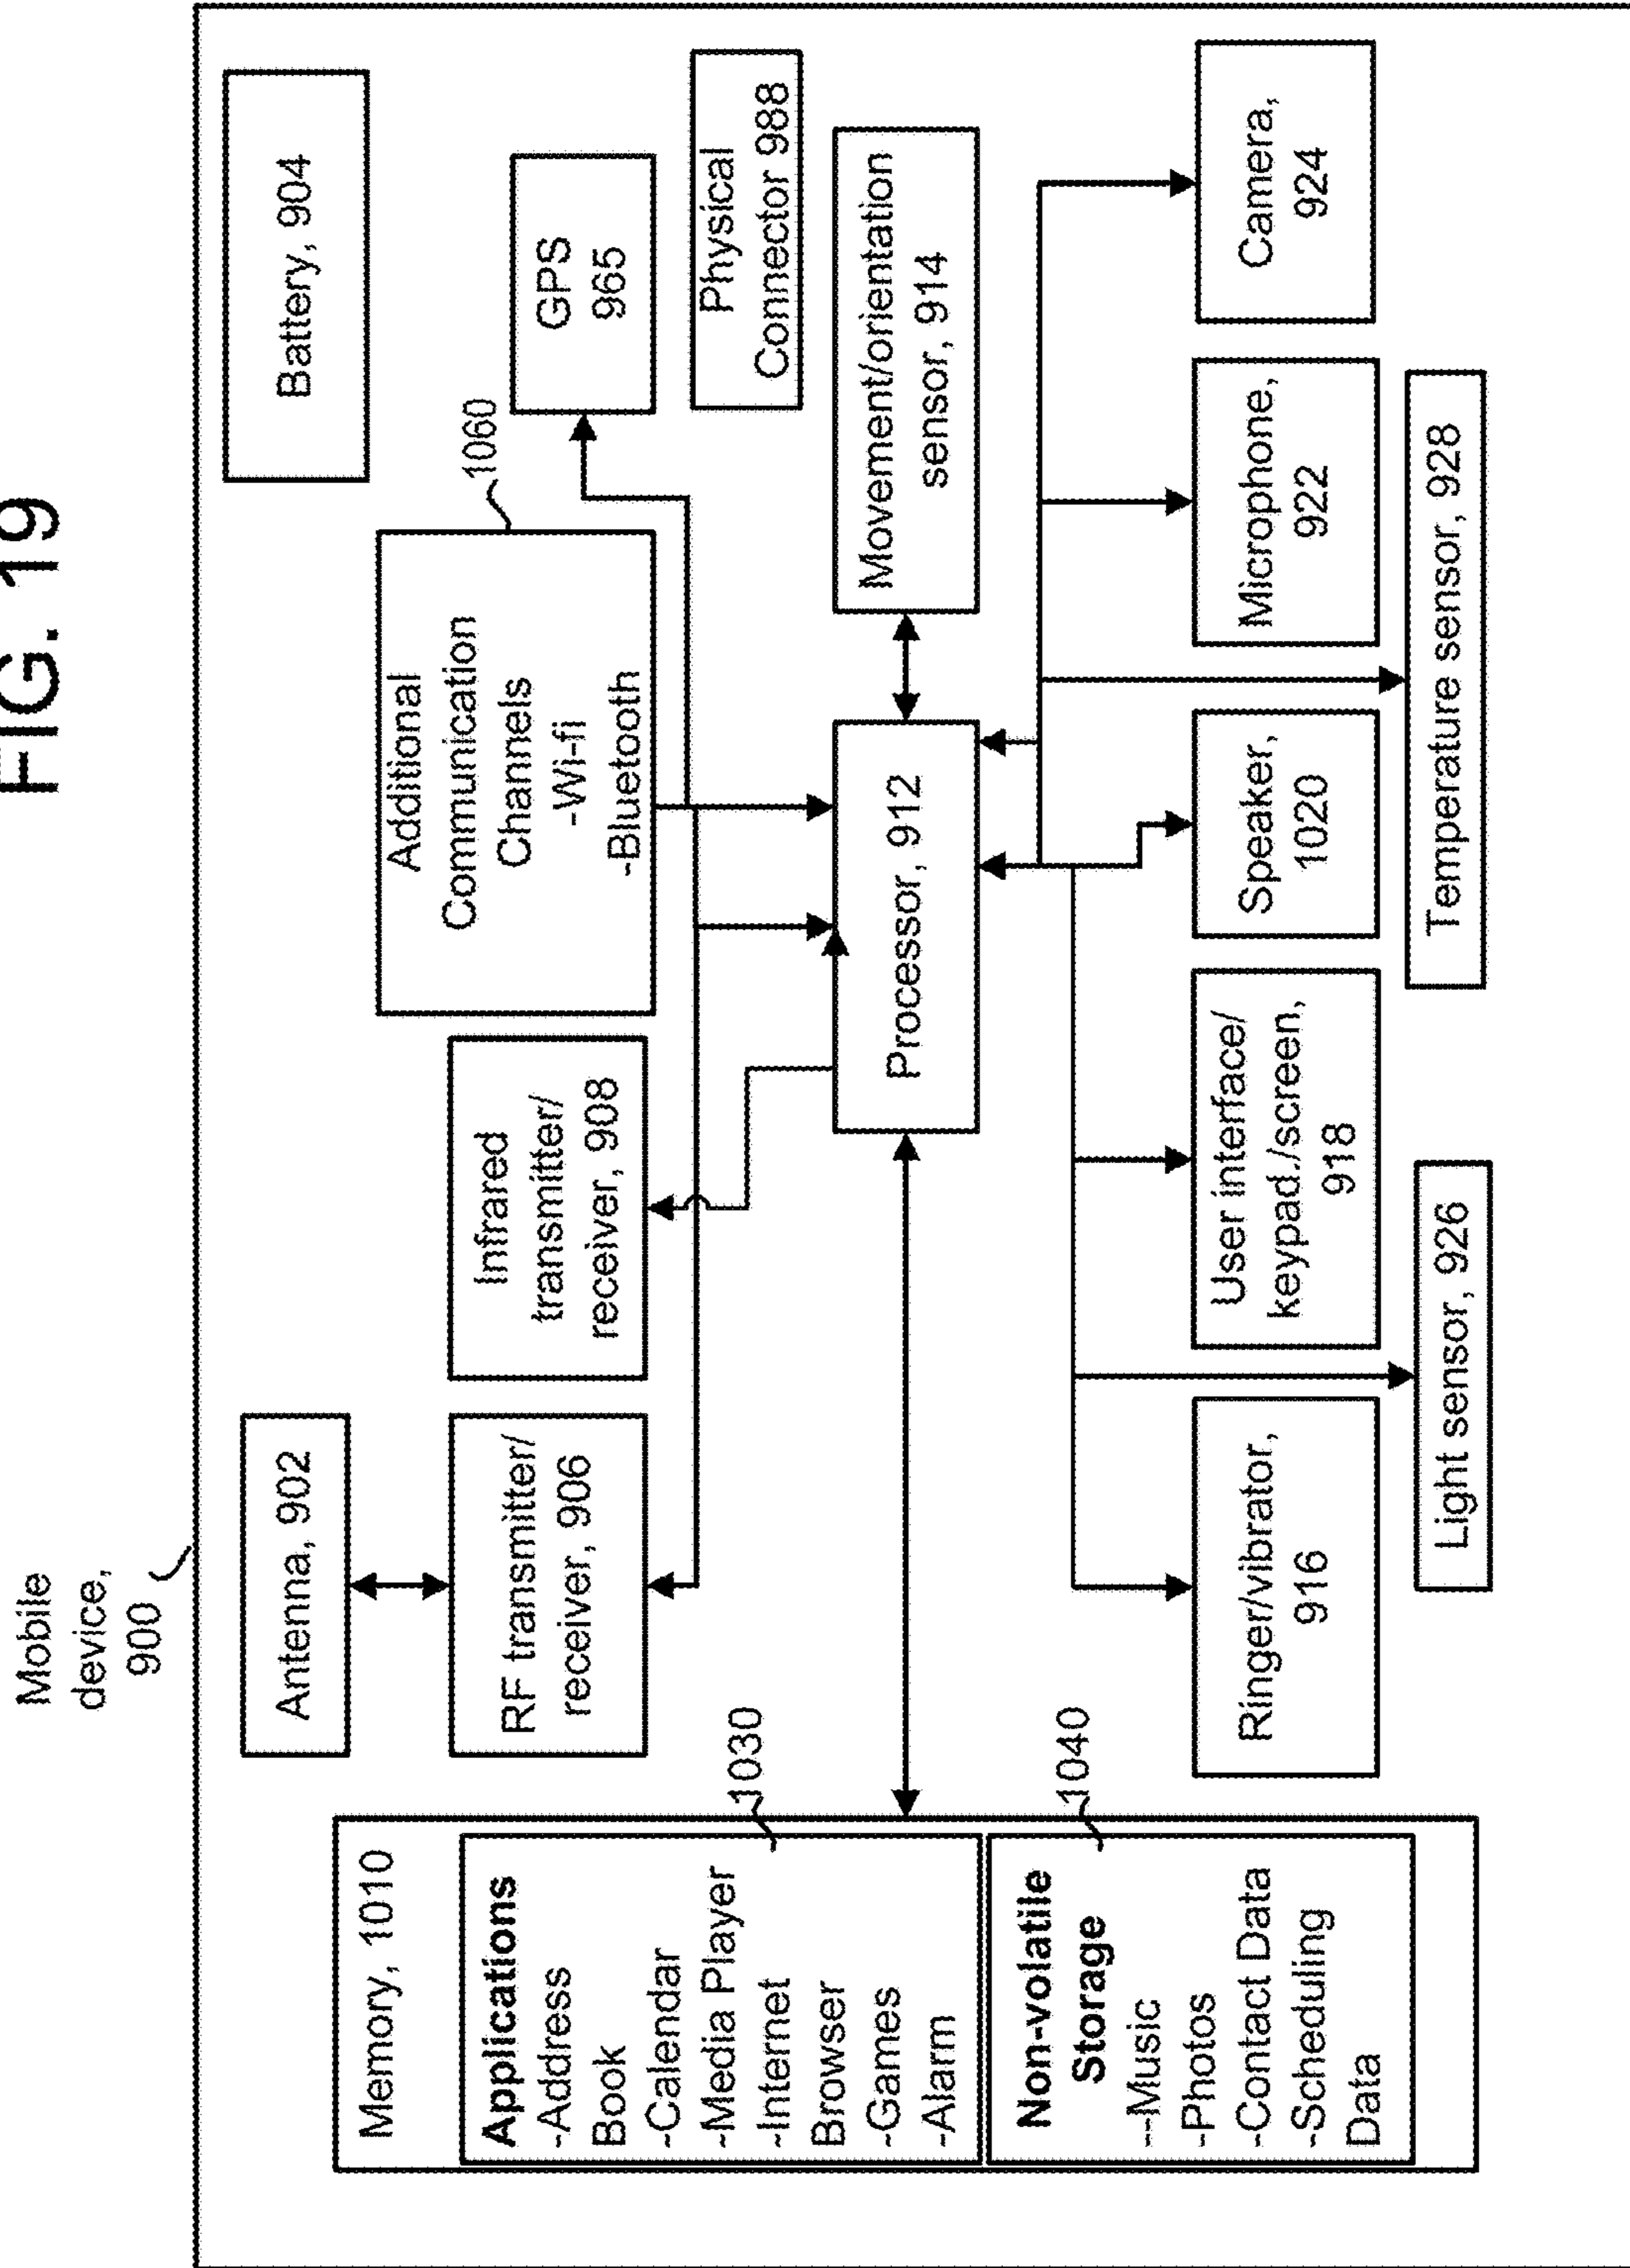 FIG. 19
Mobile
device,
900
Memory, 1010
Applications
-Address
Book
-Calendar
-Media Player
-Internet
Browser
-Games
-Alarm
1030
Non-volatile
Storage
--Music
-Photos
-Contact Data
-Scheduling
Data
1040
Antenna, 902
RF transmitter/
receiver, 906
Infrared
transmitter/
receiver, 908
Additional
Communication
Channels
-Wi-fi
-Bluetooth
1060
Battery, 904
GPS
965
Physical
Connector 988
Processor, 912
Movement/orientation
sensor, 914
Ringer/vibrator,
916
User interface/
keypad./screen,
918
Speaker,
1020
Microphone,
922
Camera,
924
Light sensor, 926
Temperature sensor, 928